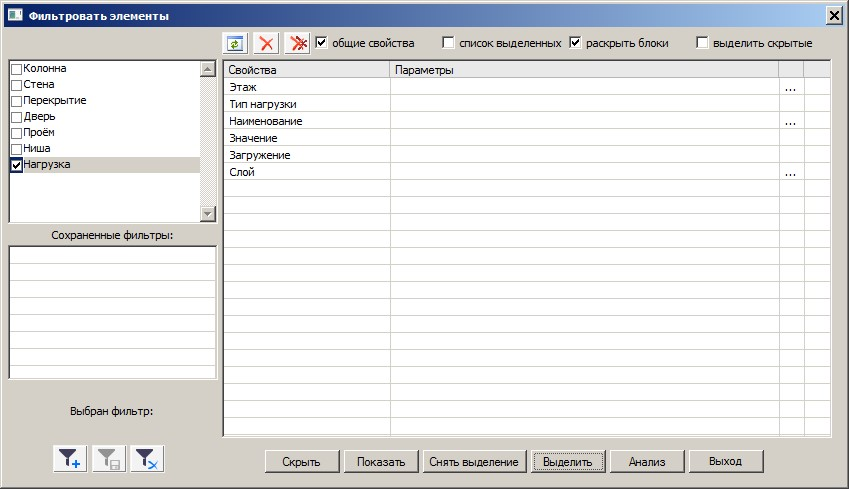 Фильтровать элементы
общие свойства список выделенных раскрыть блоки выделить скрытые
Колонна
Стена
Перекрытие
Дверь
Проём
Ниша
Нагрузка
Сохраненные фильтры:
Выбран фильтр:
Свойства Параметры
Этаж ...
Тип нагрузки
Наименование ...
Значение
Загружение
Слой ...
Скрыть Показать Снять выделение Выделить Анализ Выход